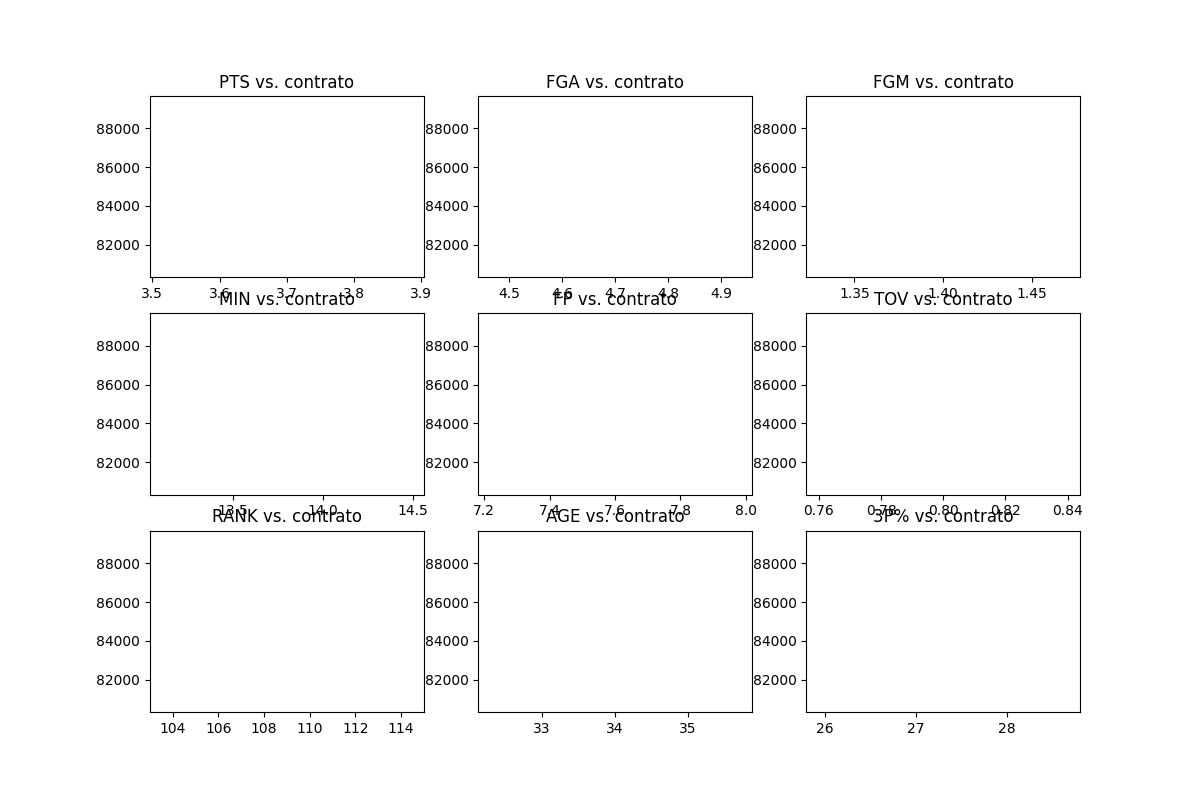 PTS vs. contrato
FGA vs. contrato
FGM vs. contrato
88000
86000
84000
82000
3.5 3.6 3.7 3.8 3.9
88000
86000
84000
82000
4.5 4.6 4.7 4.8 4.9
88000
86000
84000
82000
1.35 1.40 1.45
MIN vs. contrato
FP vs. contrato
TOV vs. contrato
88000
86000
84000
82000
13.5 14.0 14.5
88000
86000
84000
82000
7.2 7.4 7.6 7.8 8.0
88000
86000
84000
82000
0.76 0.78 0.80 0.82 0.84
RANK vs. contrato
AGE vs. contrato
3P% vs. contrato
88000
86000
84000
82000
104 106 108 110 112 114
88000
86000
84000
82000
33 34 35
88000
86000
84000
82000
26 27 28